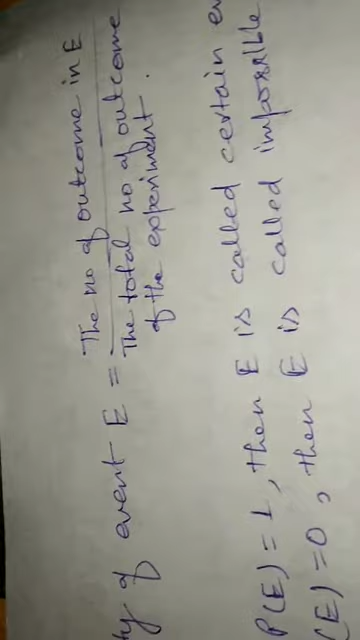 ty of event E = The no of outcome in E
The total no of outcome
of the experiment.
P(E) = 1, then E is called certain ev
(E) = 0, then E is called impossible